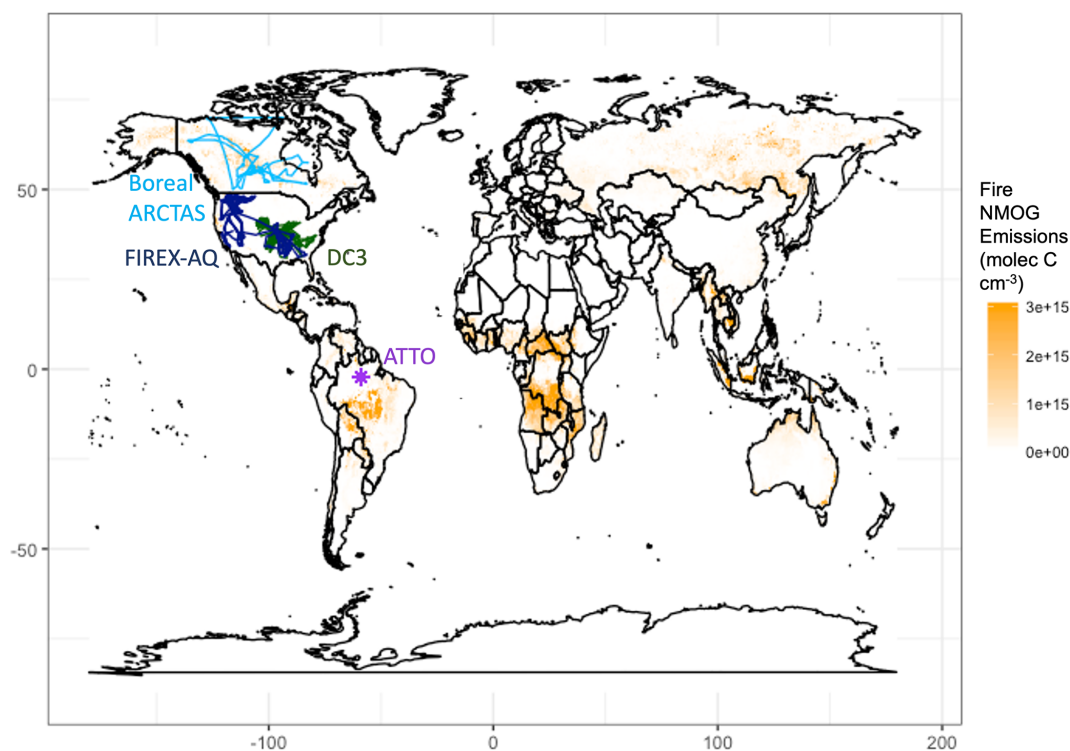 50
0
-50
-100
0
100
200
Boreal
ARCTAS
FIREX-AQ
DC3
ATTO
Fire
NMOG
Emissions
(molec C
cm⁻³)
3e+15
2e+15
1e+15
0e+00